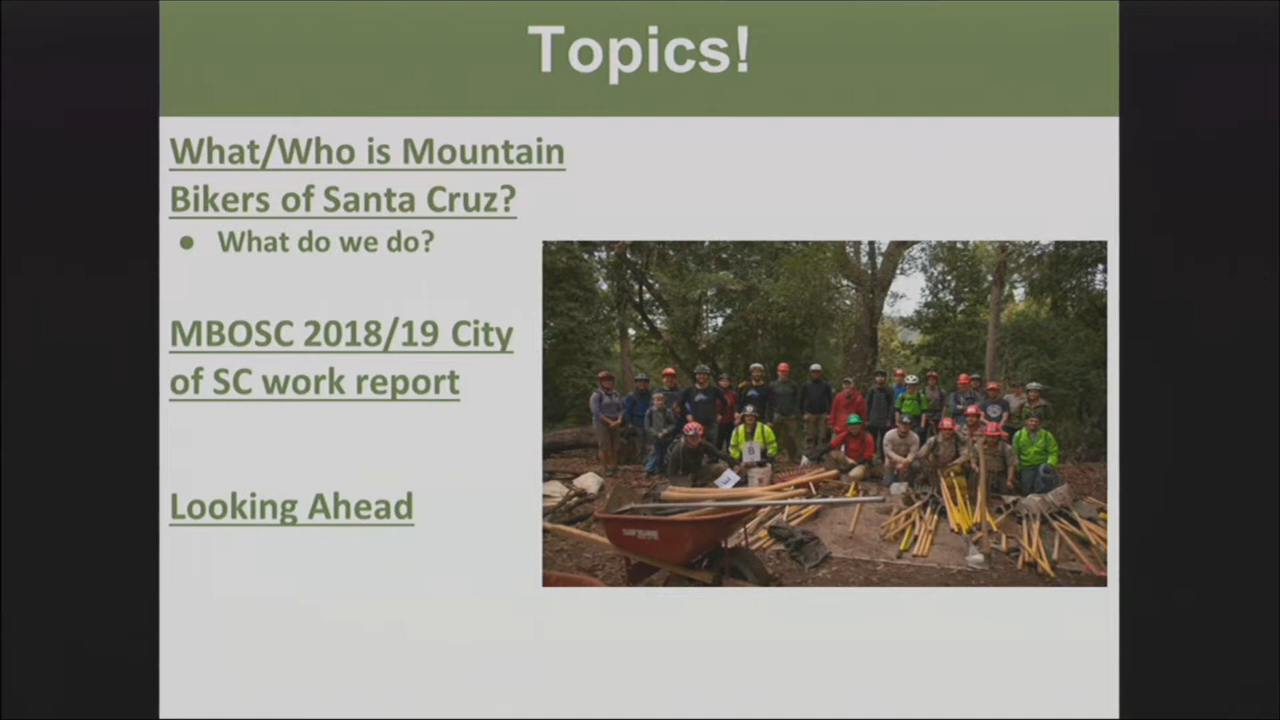 Topics!
What/Who is Mountain
Bikers of Santa Cruz?
● What do we do?
MBOSC 2018/19 City
of SC work report
Looking Ahead
8